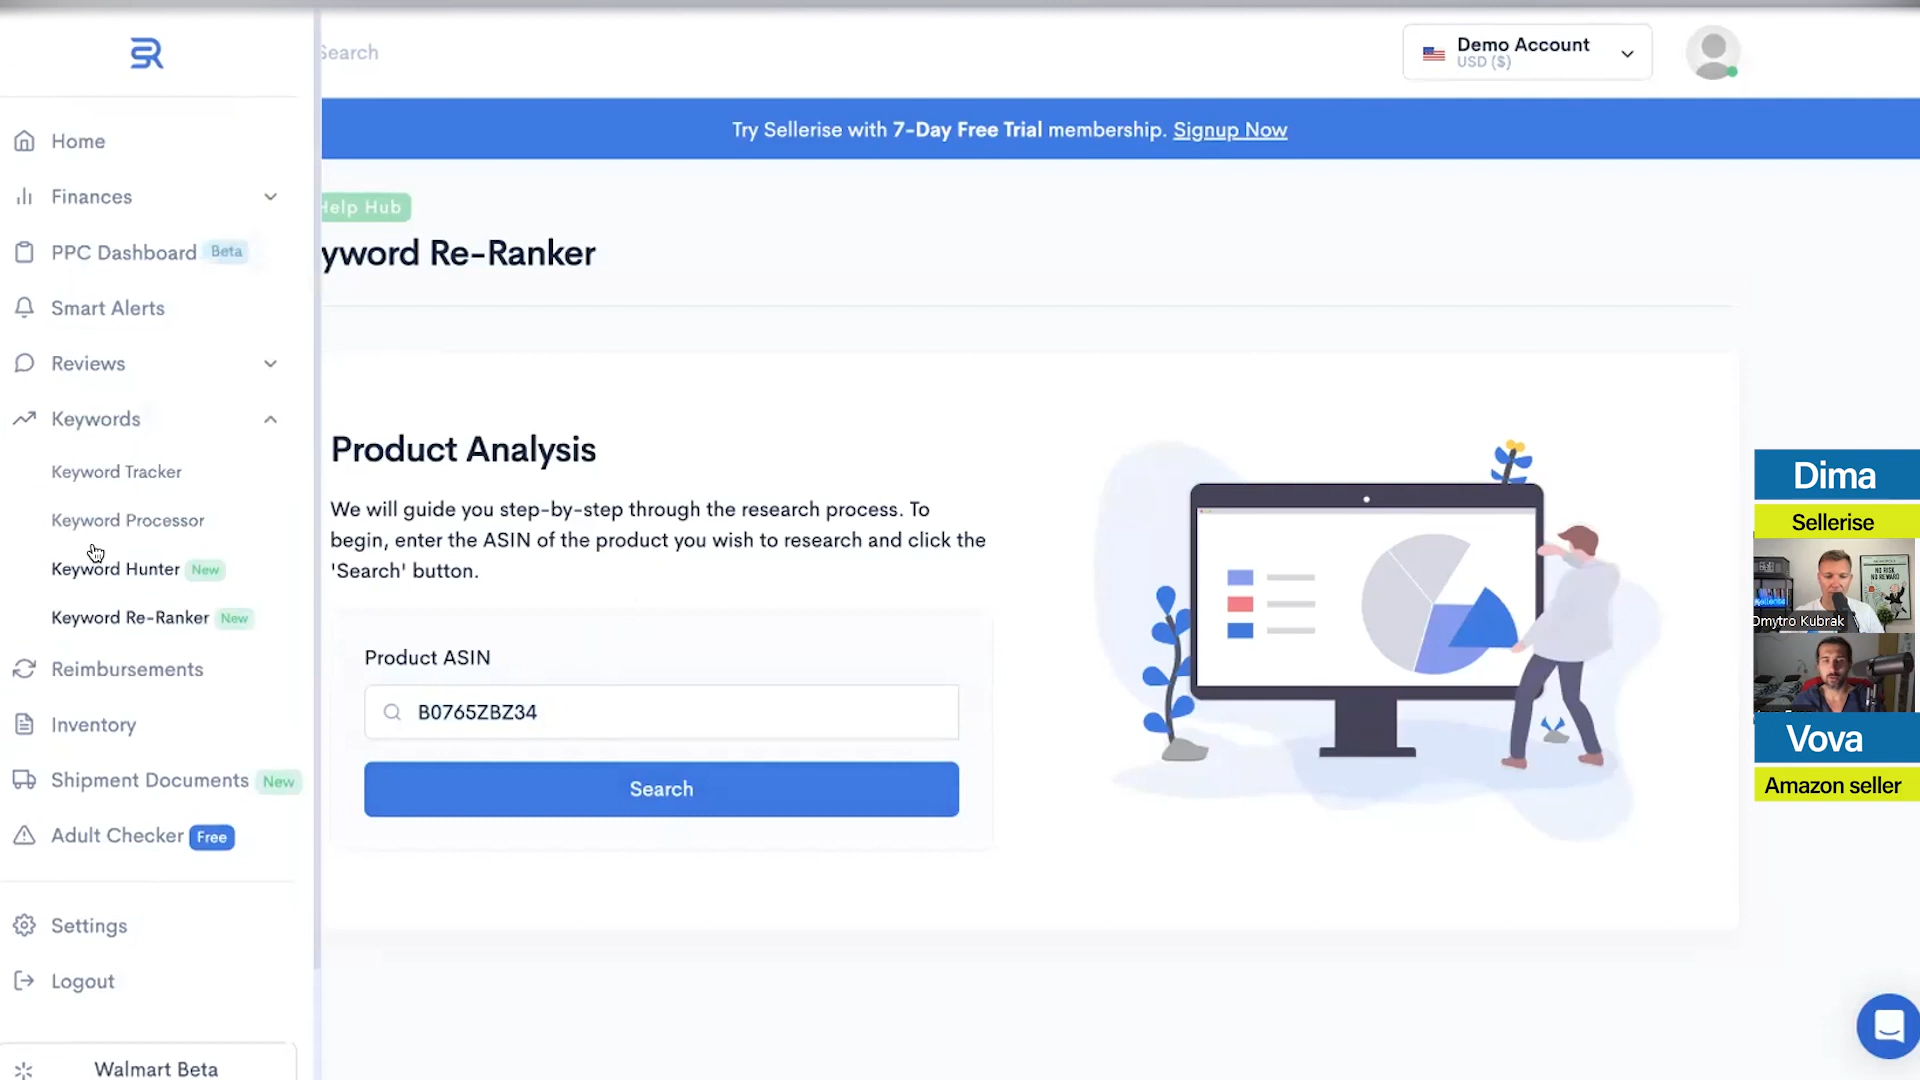 Search
Demo Account
USD ($)
Try Sellerise with 7-Day Free Trial membership. Signup Now
Home
Finances
PPC Dashboard Beta
Smart Alerts
Reviews
Keywords
Keyword Tracker
Keyword Processor
Keyword Hunter New
Keyword Re-Ranker New
Reimbursements
Inventory
Shipment Documents New
Adult Checker Free
Settings
Logout
Walmart Beta
Help Hub
yword Re-Ranker
Product Analysis
We will guide you step-by-step through the research process. To
begin, enter the ASIN of the product you wish to research and click the
'Search' button.
Product ASIN
B0765ZBZ34
Search
Dima
Sellerise
NO RISK
NO REWARD
Dmytro Kubrak
Vova
Amazon seller